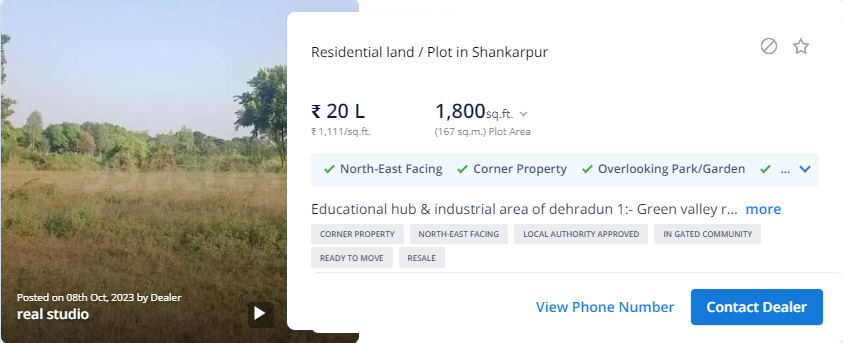 Residential land / Plot in Shankarpur
₹ 20 L
₹ 1,111/sq.ft.
1,800sq.ft.
(167 sq.m.) Plot Area
North-East Facing Corner Property Overlooking Park/Garden ...
Educational hub & industrial area of dehradun 1:- Green valley r... more
CORNER PROPERTY NORTH-EAST FACING LOCAL AUTHORITY APPROVED IN GATED COMMUNITY
READY TO MOVE RESALE
Posted on 08th Oct, 2023 by Dealer
real studio
View Phone Number Contact Dealer